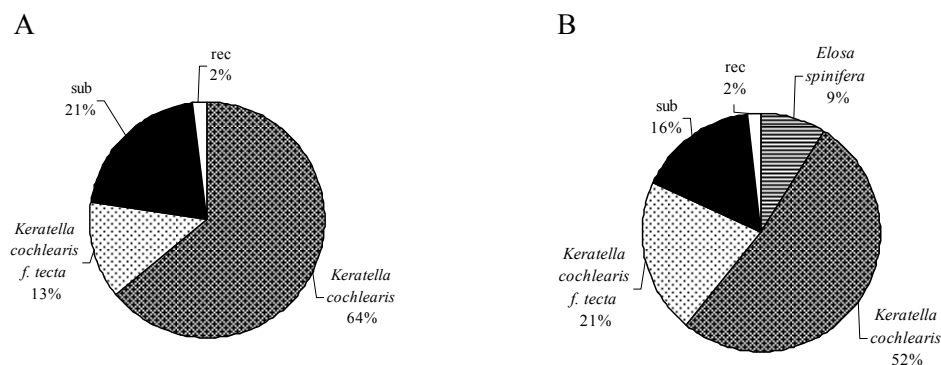 A
rec
2%
sub
21%
Keratella
cochlearis
f. tecta
13%
Keratella
cochlearis
64%
B
Elosa
spinifera
9%
rec
2%
sub
16%
Keratella
cochlearis
f. tecta
21%
Keratella
cochlearis
52%